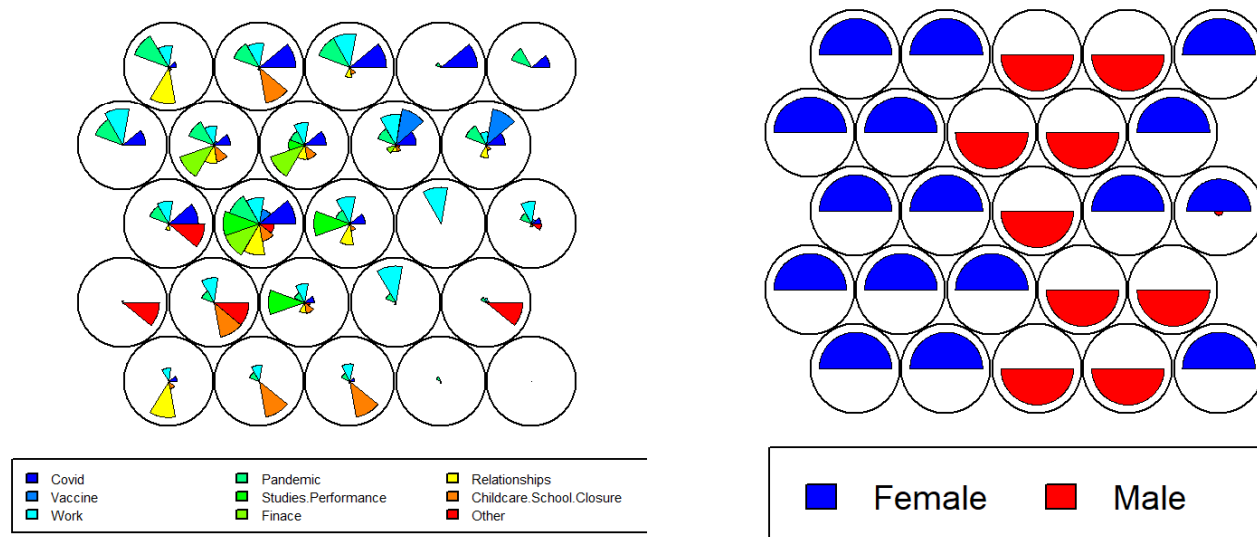 Covid Pandemic Relationships
Vaccine Studies.Performance Childcare.School.Closure
Work Finace Other
Female Male